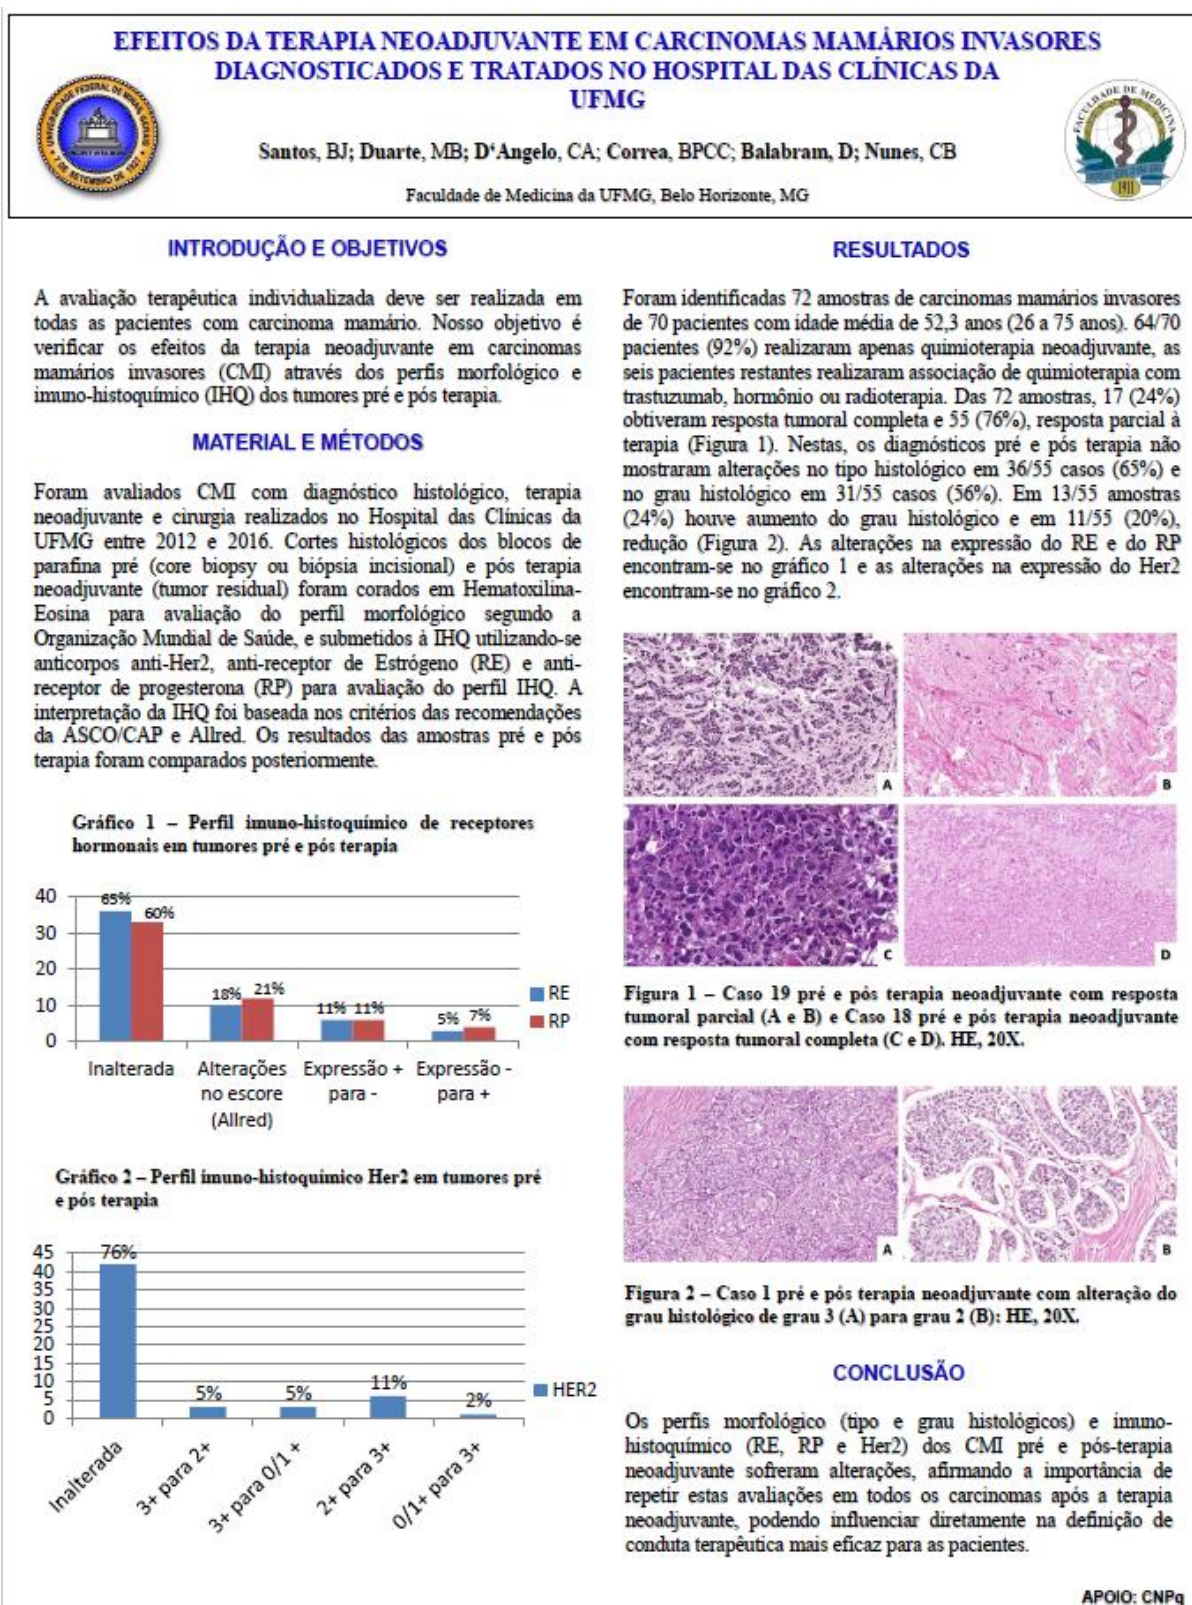 EFEITOS DA TERAPIA NEOADJUVANTE EM CARCINOMAS MAMÁRIOS INVASORES
DIAGNOSTICADOS E TRATADOS NO HOSPITAL DAS CLÍNICAS DA
UFMG
UNIVERSIDADE FEDERAL DE MINAS GERAIS
7 DE SETEMBRO DE 1927
FACULDADE DE MEDICINA
1911
Santos, BJ; Duarte, MB; D‘Angelo, CA; Correa, BPCC; Balabram, D; Nunes, CB
Faculdade de Medicina da UFMG, Belo Horizonte, MG
INTRODUÇÃO E OBJETIVOS
A avaliação terapêutica individualizada deve ser realizada em
todas as pacientes com carcinoma mamário. Nosso objetivo é
verificar os efeitos da terapia neoadjuvante em carcinomas
mamários invasores (CMI) através dos perfis morfológico e
imuno-histoquímico (IHQ) dos tumores pré e pós terapia.
MATERIAL E MÉTODOS
Foram avaliados CMI com diagnóstico histológico, terapia
neoadjuvante e cirurgia realizados no Hospital das Clínicas da
UFMG entre 2012 e 2016. Cortes histológicos dos blocos de
parafina pré (core biopsy ou biópsia incisional) e pós terapia
neoadjuvante (tumor residual) foram corados em Hematoxilina-
Eosina para avaliação do perfil morfológico segundo a
Organização Mundial de Saúde, e submetidos à IHQ utilizando-se
anticorpos anti-Her2, anti-receptor de Estrógeno (RE) e anti-
receptor de progesterona (RP) para avaliação do perfil IHQ. A
interpretação da IHQ foi baseada nos critérios das recomendações
da ASCO/CAP e Allred. Os resultados das amostras pré e pós
terapia foram comparados posteriormente.
Gráfico 1 – Perfil imuno-histoquímico de receptores
hormonais em tumores pré e pós terapia
40
30
20
10
0
65%
60%
18%
21%
11%
11%
5%
7%
RE
RP
Inalterada
Alterações
no escore
(Allred)
Expressão +
para -
Expressão -
para +
Gráfico 2 – Perfil imuno-histoquímico Her2 em tumores pré
e pós terapia
45
40
35
30
25
20
15
10
5
0
76%
5%
5%
11%
2%
HER2
Inalterada
3+ para 2+
3+ para 0/1 +
2+ para 3+
0/1+ para 3+
RESULTADOS
Foram identificadas 72 amostras de carcinomas mamários invasores
de 70 pacientes com idade média de 52,3 anos (26 a 75 anos). 64/70
pacientes (92%) realizaram apenas quimioterapia neoadjuvante, as
seis pacientes restantes realizaram associação de quimioterapia com
trastuzumab, hormônio ou radioterapia. Das 72 amostras, 17 (24%)
obtiveram resposta tumoral completa e 55 (76%), resposta parcial à
terapia (Figura 1). Nestas, os diagnósticos pré e pós terapia não
mostraram alterações no tipo histológico em 36/55 casos (65%) e
no grau histológico em 31/55 casos (56%). Em 13/55 amostras
(24%) houve aumento do grau histológico e em 11/55 (20%),
redução (Figura 2). As alterações na expressão do RE e do RP
encontram-se no gráfico 1 e as alterações na expressão do Her2
encontram-se no gráfico 2.
A
B
C
D
Figura 1 – Caso 19 pré e pós terapia neoadjuvante com resposta
tumoral parcial (A e B) e Caso 18 pré e pós terapia neoadjuvante
com resposta tumoral completa (C e D). HE, 20X.
A
B
Figura 2 – Caso 1 pré e pós terapia neoadjuvante com alteração do
grau histológico de grau 3 (A) para grau 2 (B): HE, 20X.
CONCLUSÃO
Os perfis morfológico (tipo e grau histológicos) e imuno-
histoquímico (RE, RP e Her2) dos CMI pré e pós-terapia
neoadjuvante sofreram alterações, afirmando a importância de
repetir estas avaliações em todos os carcinomas após a terapia
neoadjuvante, podendo influenciar diretamente na definição de
conduta terapêutica mais eficaz para as pacientes.
APOIO: CNPq